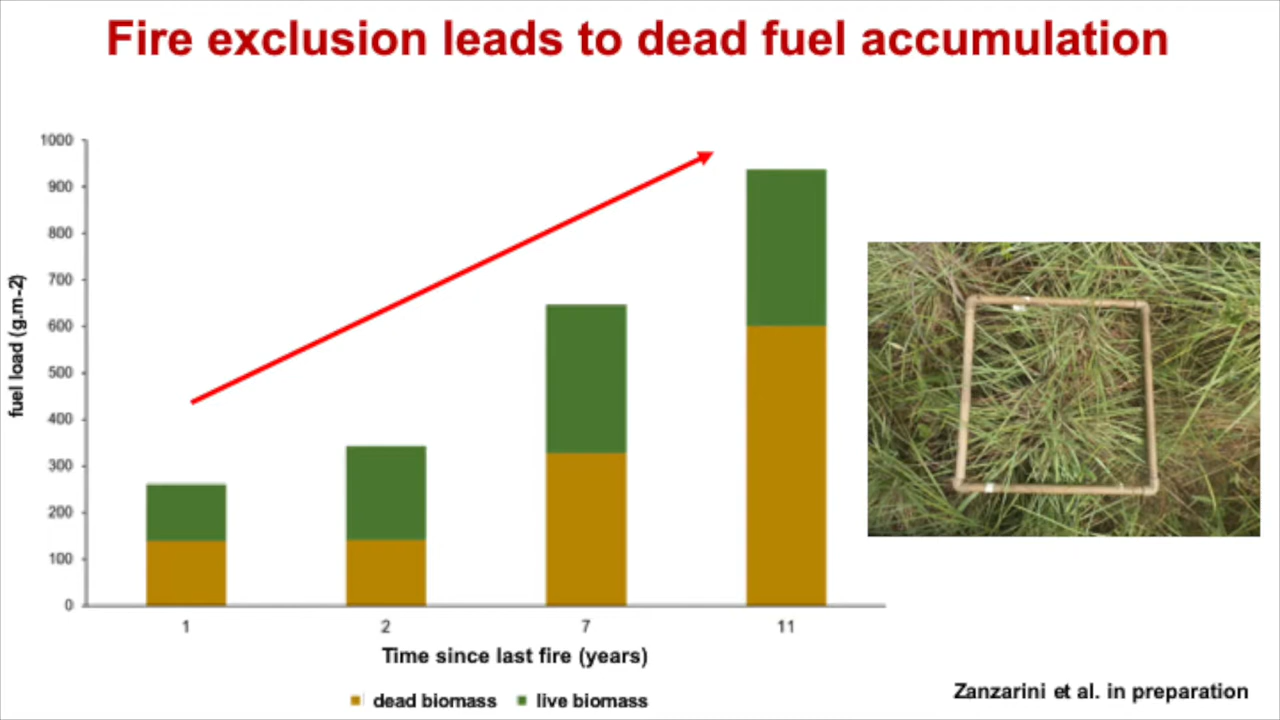 Fire exclusion leads to dead fuel accumulation
1000
900
800
700
600
500
400
300
200
100
0
fuel load (g.m-2)
1 2 7 11
Time since last fire (years)
dead biomass live biomass
Zanzarini et al. in preparation